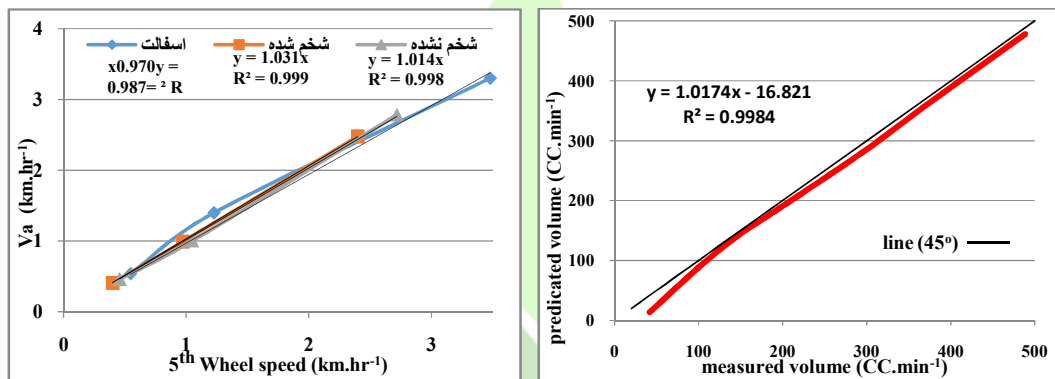 4
3
2
1
0
Va (km.hr⁻¹)
اسفالت
شخم شده
شخم نشده
x0.970y =
0.987= ² R
y = 1.031x
R² = 0.999
y = 1.014x
R² = 0.998
0 1 2 3
5th Wheel speed (km.hr⁻¹)
500
400
300
200
100
0
predicated volume (CC.min⁻¹)
y = 1.0174x - 16.821
R² = 0.9984
line (45º)
0 100 200 300 400 500
measured volume (CC.min⁻¹)